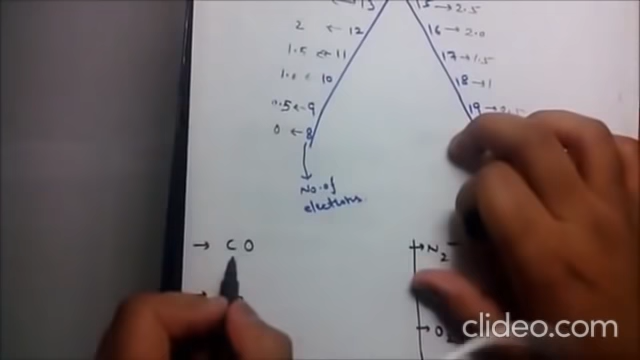 ← 13
15 → 2.5
2 ← 12
16 → 2.0
1.5 ← 11
17 → 1.5
1.0 ← 10
18 → 1
0.5 ← 9
19 →
0 ← 8
No. of
electrons
→ CO
→ N2 -
→ O
clideo.com